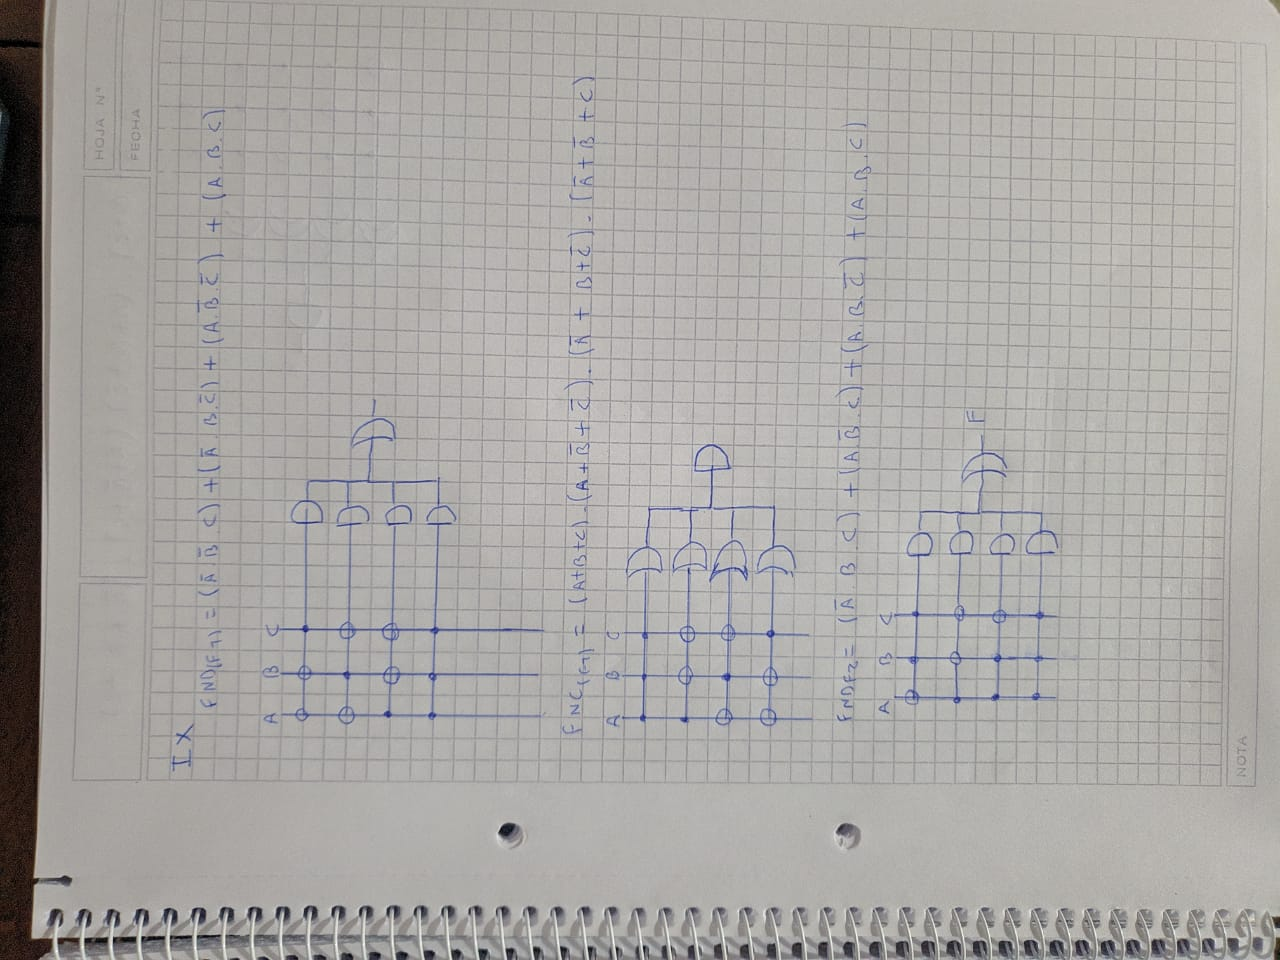 HOJA N°
FECHA
IX
FND(F1) = (A̅ B̅ C) + (A̅ . B . C̅) + (A . B̅ . C̅) + (A . B . C)
A B C
FNC(F1) = (A+B+C) . (A+B̅+C̅) . (A̅ + B+C̅) . (A̅+B̅+C)
A B C
FNDF2 = (A̅ B . C) + (A B̅ . C) + (A . B . C̅) + (A . B . C)
A B C
F
NOTA